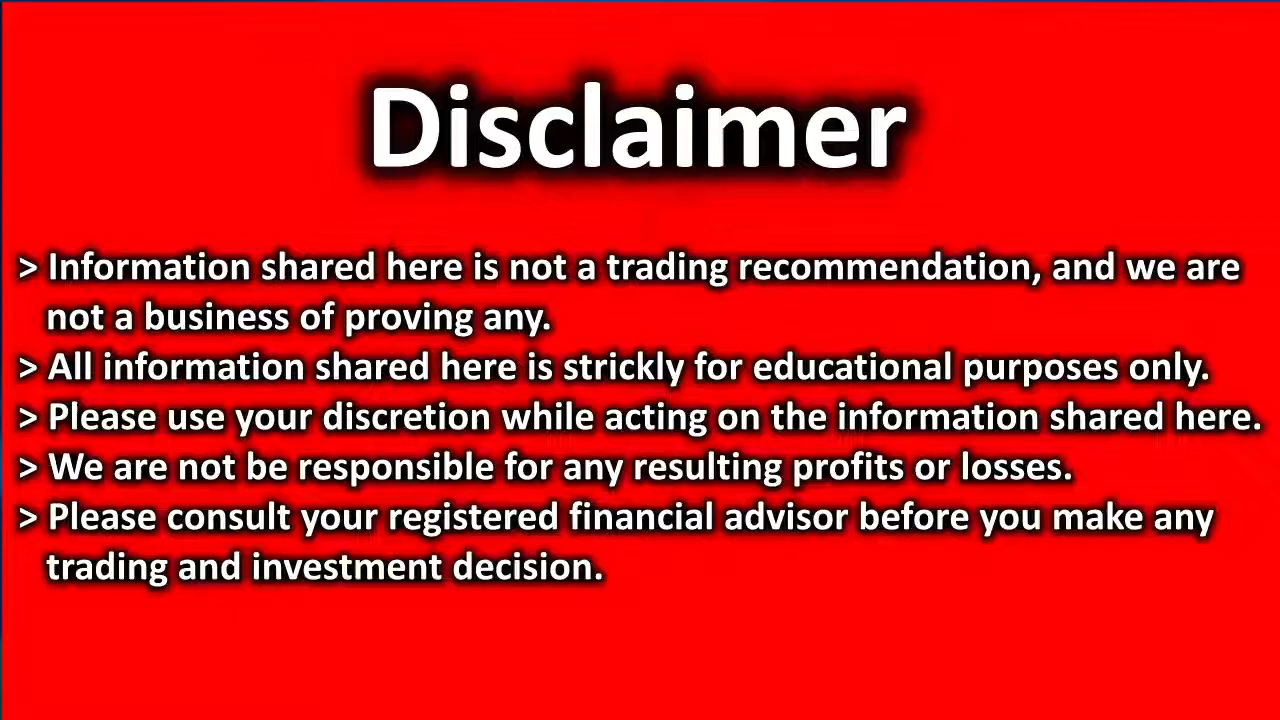 Disclaimer
> Information shared here is not a trading recommendation, and we are
not a business of proving any.
> All information shared here is strickly for educational purposes only.
> Please use your discretion while acting on the information shared here.
> We are not be responsible for any resulting profits or losses.
> Please consult your registered financial advisor before you make any
trading and investment decision.